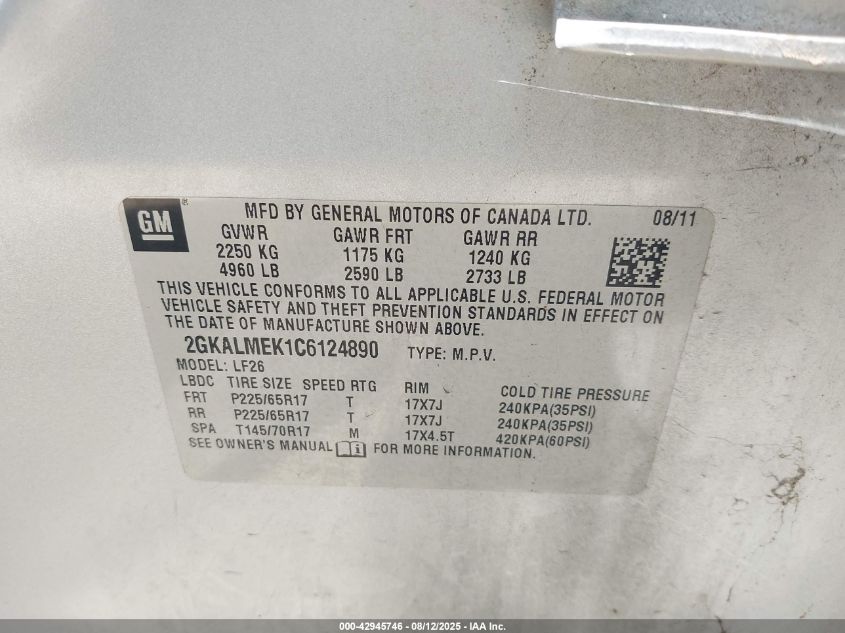 GM ®
MFD BY GENERAL MOTORS OF CANADA LTD. 08/11
GVWR GAWR FRT GAWR RR
2250 KG 1175 KG 1240 KG
4960 LB 2590 LB 2733 LB
THIS VEHICLE CONFORMS TO ALL APPLICABLE U.S. FEDERAL MOTOR
VEHICLE SAFETY AND THEFT PREVENTION STANDARDS IN EFFECT ON
THE DATE OF MANUFACTURE SHOWN ABOVE.
2GKALMEK1C6124890 TYPE: M.P.V.
MODEL: LF26
LBDC TIRE SIZE SPEED RTG RIM COLD TIRE PRESSURE
FRT P225/65R17 T 17X7J 240KPA(35PSI)
RR P225/65R17 T 17X7J 240KPA(35PSI)
SPA T145/70R17 M 17X4.5T 420KPA(60PSI)
SEE OWNER'S MANUAL FOR MORE INFORMATION.
000-42945746 - 08/12/2025 - IAA Inc.